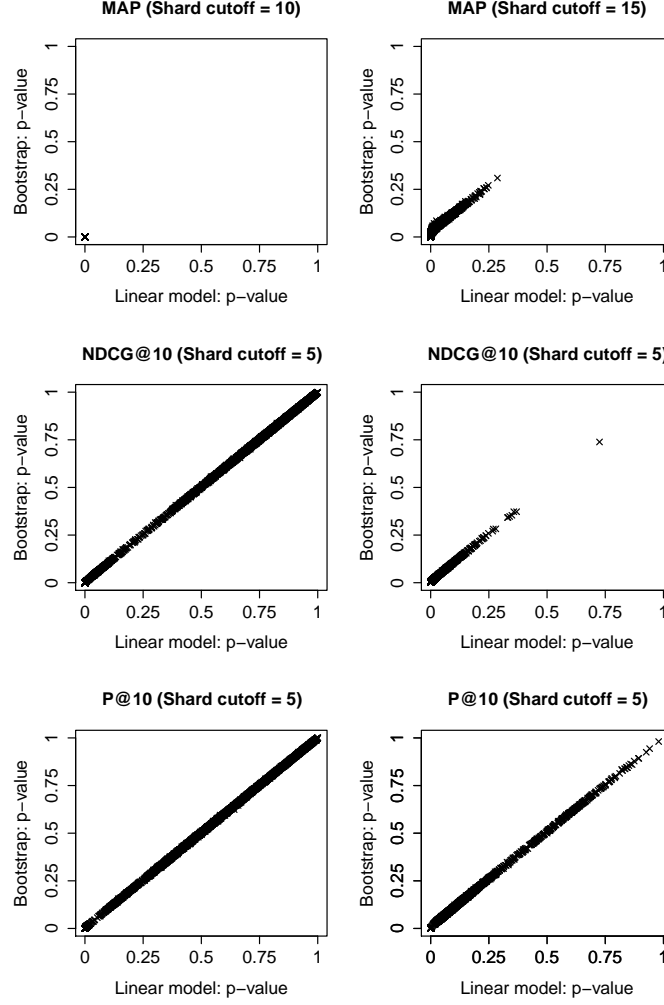 MAP (Shard cutoff = 10)
Bootstrap: p−value
1
0.75
0.5
0.25
0
0 0.25 0.5 0.75 1
Linear model: p−value
MAP (Shard cutoff = 15)
Bootstrap: p−value
1
0.75
0.5
0.25
0
0 0.25 0.5 0.75 1
Linear model: p−value
NDCG@10 (Shard cutoff = 5)
Bootstrap: p−value
1
0.75
0.5
0.25
0
0 0.25 0.5 0.75 1
Linear model: p−value
NDCG@10 (Shard cutoff = 5)
Bootstrap: p−value
1
0.75
0.5
0.25
0
0 0.25 0.5 0.75 1
Linear model: p−value
P@10 (Shard cutoff = 5)
Bootstrap: p−value
1
0.75
0.5
0.25
0
0 0.25 0.5 0.75 1
Linear model: p−value
P@10 (Shard cutoff = 5)
Bootstrap: p−value
1
0.75
0.5
0.25
0
0 0.25 0.5 0.75 1
Linear model: p−value